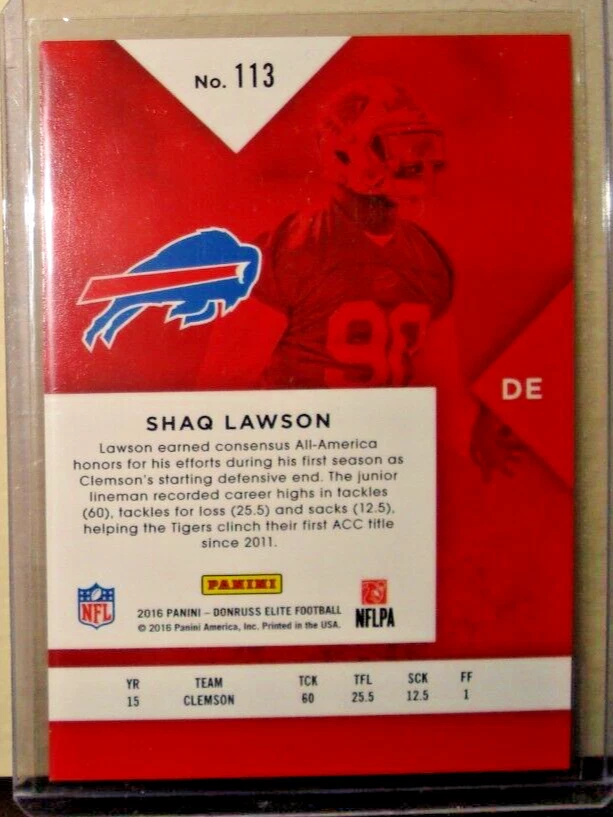 No. 113
90
DE
SHAQ LAWSON
Lawson earned consensus All-America
honors for his efforts during his first season as
Clemson's starting defensive end. The junior
lineman recorded career highs in tackles
(60), tackles for loss (25.5) and sacks (12.5),
helping the Tigers clinch their first ACC title
since 2011.
PANINI
NFL
2016 PANINI – DONRUSS ELITE FOOTBALL
© 2016 Panini America, Inc. Printed in the USA.
NFLPA
YR TEAM TCK TFL SCK FF
15 CLEMSON 60 25.5 12.5 1